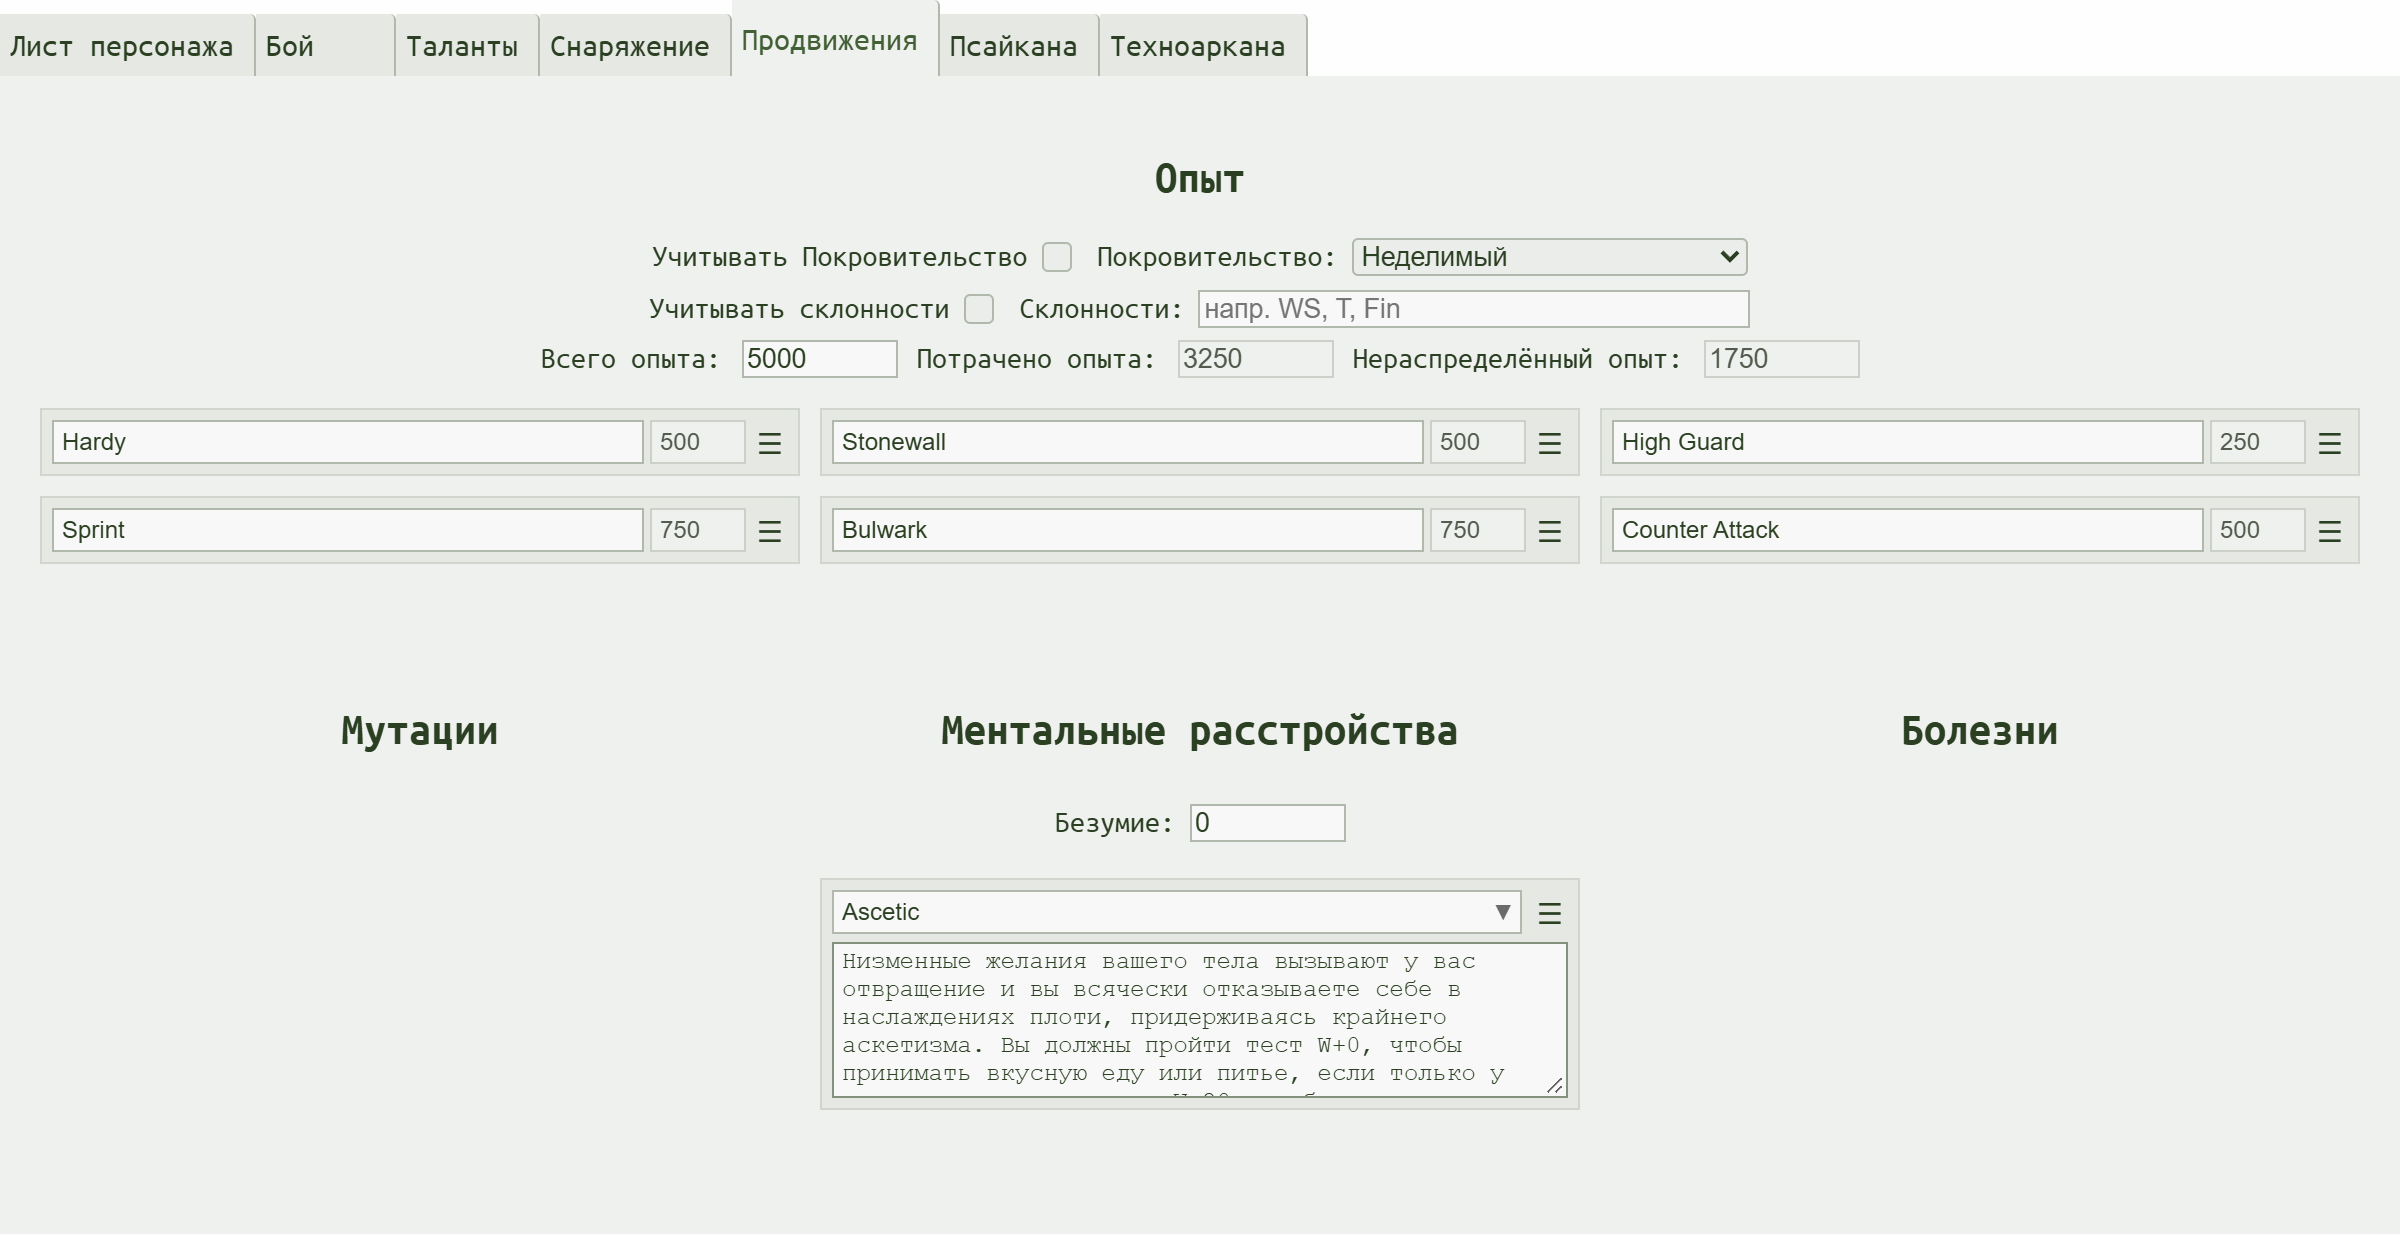 Лист персонажа Бой Таланты Снаряжение Продвижения Псайкана Техноаркана
Опыт
Учитывать Покровительство Покровительство: Неделимый
Учитывать склонности Склонности: напр. WS, T, Fin
Всего опыта: 5000 Потрачено опыта: 3250 Нераспределённый опыт: 1750
Hardy 500 Stonewall 500 High Guard 250
Sprint 750 Bulwark 750 Counter Attack 500
Мутации Ментальные расстройства Болезни
Безумие: 0
Ascetic
Низменные желания вашего тела вызывают у вас
отвращение и вы всячески отказываете себе в
наслаждениях плоти, придерживаясь крайнего
аскетизма. Вы должны пройти тест W+0, чтобы
принимать вкусную еду или питье, если только у